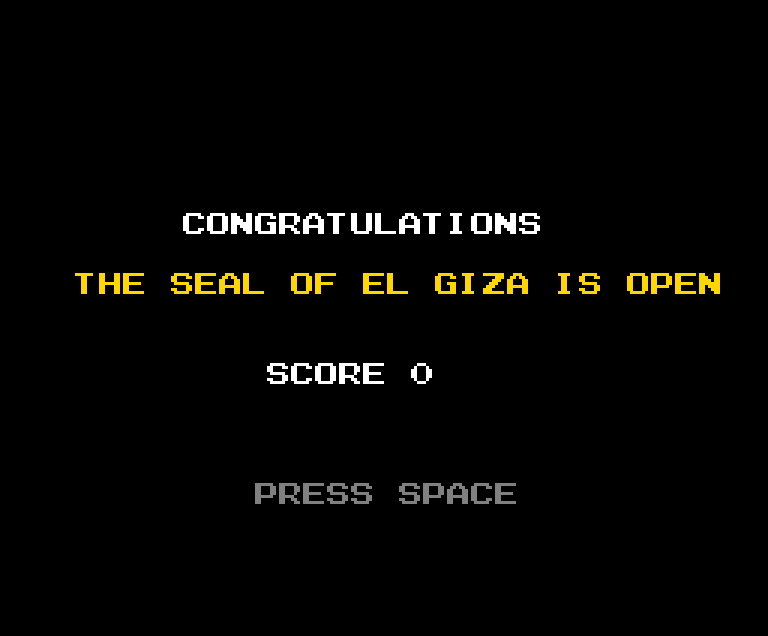 CONGRATULATIONS
THE SEAL OF EL GIZA IS OPEN
SCORE 0
PRESS SPACE